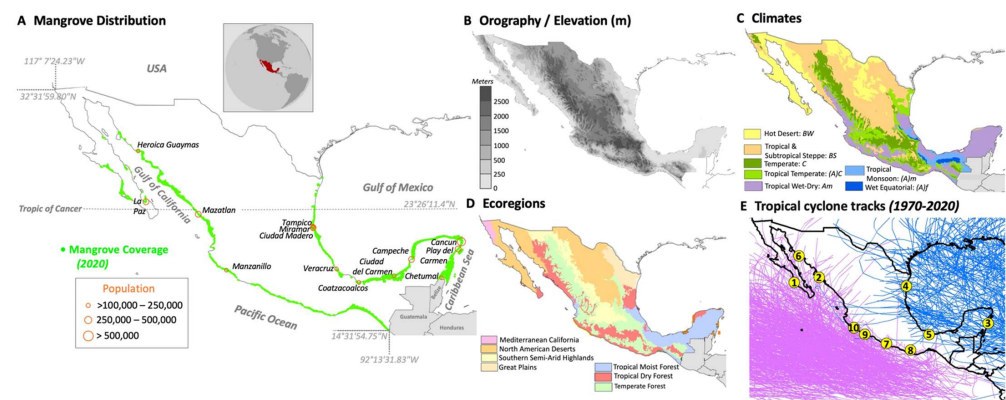 A Mangrove Distribution
117° 7'24.23"W
USA
32°31'59.80"N
Heroica Guaymas
Gulf of California
La
Paz
Mazatlan
Tropic of Cancer
Gulf of Mexico
23°26'11.4"N
Tampica
Miramar
Ciudad Madero
Mangrove Coverage
(2020)
Population
>100,000 – 250,000
250,000 – 500,000
> 500,000
Manzanillo
Veracruz
Coatzacoalcos
Campeche
Ciudad
del Carmen
Cancun
Play del
Carmen
Chetumal
Caribbean Sea
Guatemala
Honduras
Pacific Ocean
14°31'54.75"N
92°13'31.83"W
B Orography / Elevation (m)
Meters
2500
2000
1500
1000
500
250
0
C Climates
Hot Desert: BW
Tropical &
Subtropical Steppe: BS
Temperate: C
Tropical Temperate: (A)C
Tropical Wet-Dry: Am
Tropical
Monsoon: (A)m
Wet Equatorial: (A)f
D Ecoregions
Mediterranean California
North American Deserts
Southern Semi-Arid Highlands
Great Plains
Tropical Moist Forest
Tropical Dry Forest
Temperate Forest
E Tropical cyclone tracks (1970-2020)
6
1
2
4
3
10
9
7
8
5